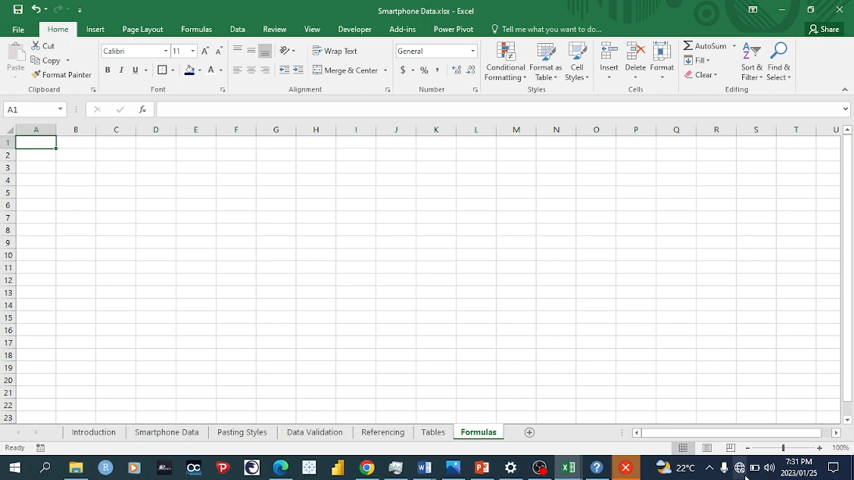 Smartphone Data.xlsx - Excel
File Home Insert Page Layout Formulas Data Review View Developer Add-ins Power Pivot Tell me what you want to do... Share
Paste Cut Copy Format Painter Clipboard
Calibri 11 A A B I U A Font
Wrap Text Merge & Center Alignment
General $ % , Number
Conditional Formatting Format as Table Cell Styles Styles
Insert Delete Format Cells
AutoSum Fill Clear Sort & Filter Find & Select Editing
A1 fx
A B C D E F G H I J K L M N O P Q R S T U
1
2
3
4
5
6
7
8
9
10
11
12
13
14
15
16
17
18
19
20
21
22
23
Introduction Smartphone Data Pasting Styles Data Validation Referencing Tables Formulas
Ready 100%
22°C 7:31 PM
2023/01/25